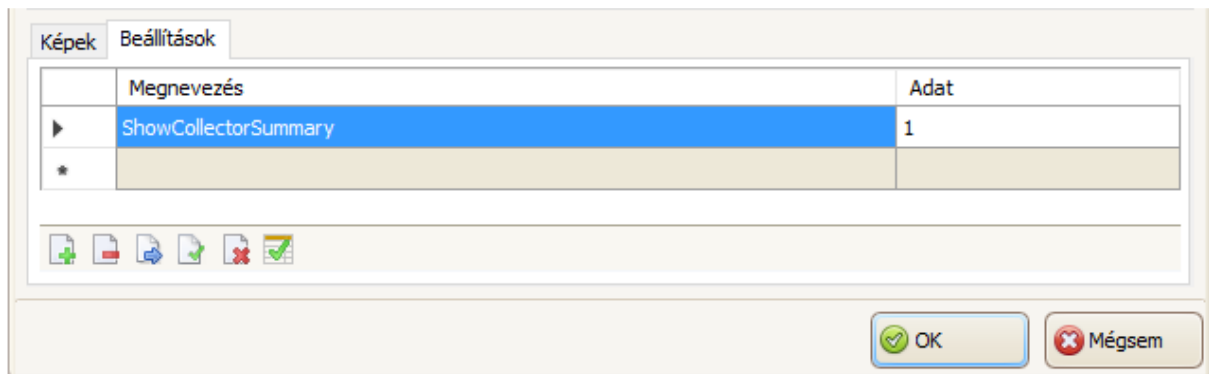 Képek Beállítások
Megnevezés Adat
ShowCollectorSummary 1
*
OK Mégsem